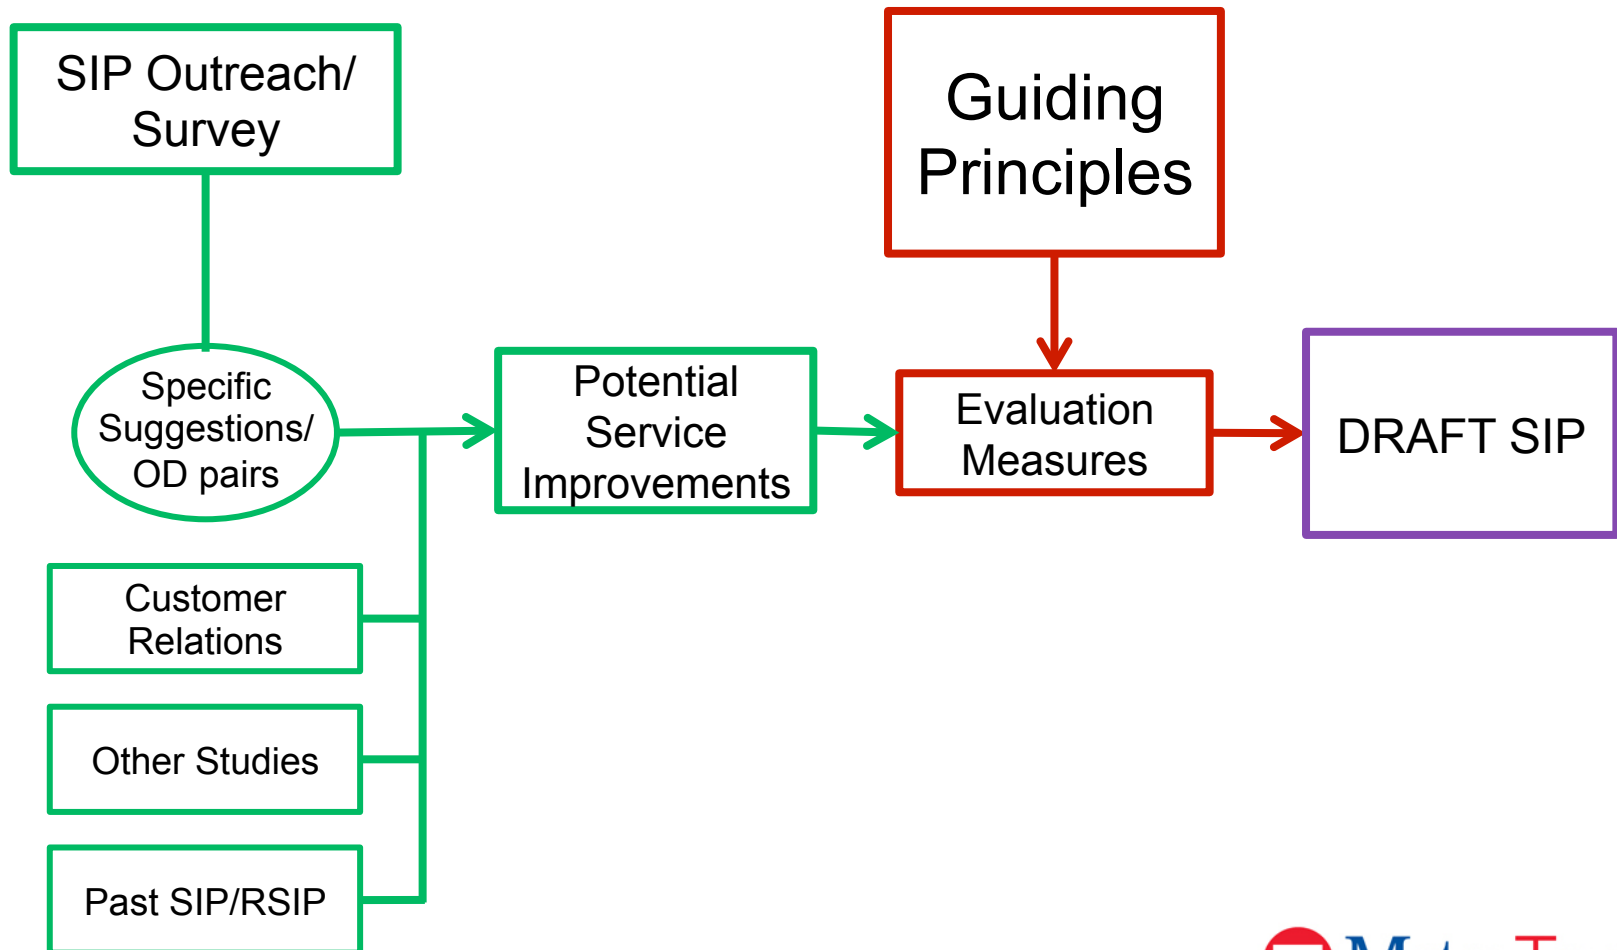 SIP Outreach/
Survey
Guiding
Principles
Specific
Suggestions/
OD pairs
Potential
Service
Improvements
Evaluation
Measures
DRAFT SIP
Customer
Relations
Other Studies
Past SIP/RSIP